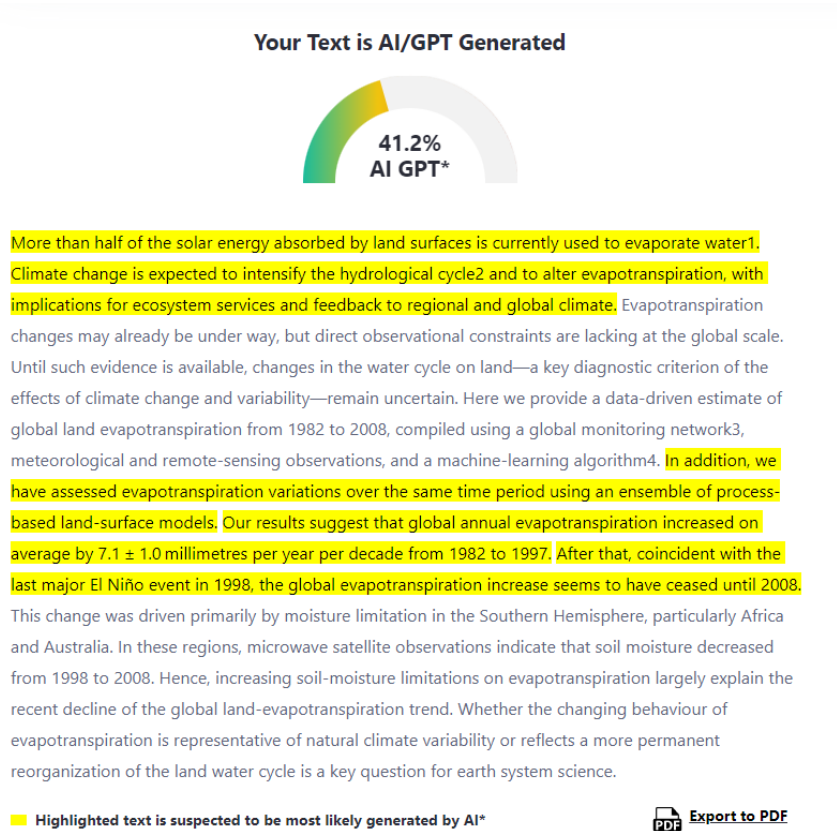 Your Text is AI/GPT Generated
41.2%
AI GPT*
More than half of the solar energy absorbed by land surfaces is currently used to evaporate water1.
Climate change is expected to intensify the hydrological cycle2 and to alter evapotranspiration, with
implications for ecosystem services and feedback to regional and global climate. Evapotranspiration
changes may already be under way, but direct observational constraints are lacking at the global scale.
Until such evidence is available, changes in the water cycle on land—a key diagnostic criterion of the
effects of climate change and variability—remain uncertain. Here we provide a data-driven estimate of
global land evapotranspiration from 1982 to 2008, compiled using a global monitoring network3,
meteorological and remote-sensing observations, and a machine-learning algorithm4. In addition, we
have assessed evapotranspiration variations over the same time period using an ensemble of process-
based land-surface models. Our results suggest that global annual evapotranspiration increased on
average by 7.1 ± 1.0 millimetres per year per decade from 1982 to 1997. After that, coincident with the
last major El Niño event in 1998, the global evapotranspiration increase seems to have ceased until 2008.
This change was driven primarily by moisture limitation in the Southern Hemisphere, particularly Africa
and Australia. In these regions, microwave satellite observations indicate that soil moisture decreased
from 1998 to 2008. Hence, increasing soil-moisture limitations on evapotranspiration largely explain the
recent decline of the global land-evapotranspiration trend. Whether the changing behaviour of
evapotranspiration is representative of natural climate variability or reflects a more permanent
reorganization of the land water cycle is a key question for earth system science.
Highlighted text is suspected to be most likely generated by AI*
PDF Export to PDF